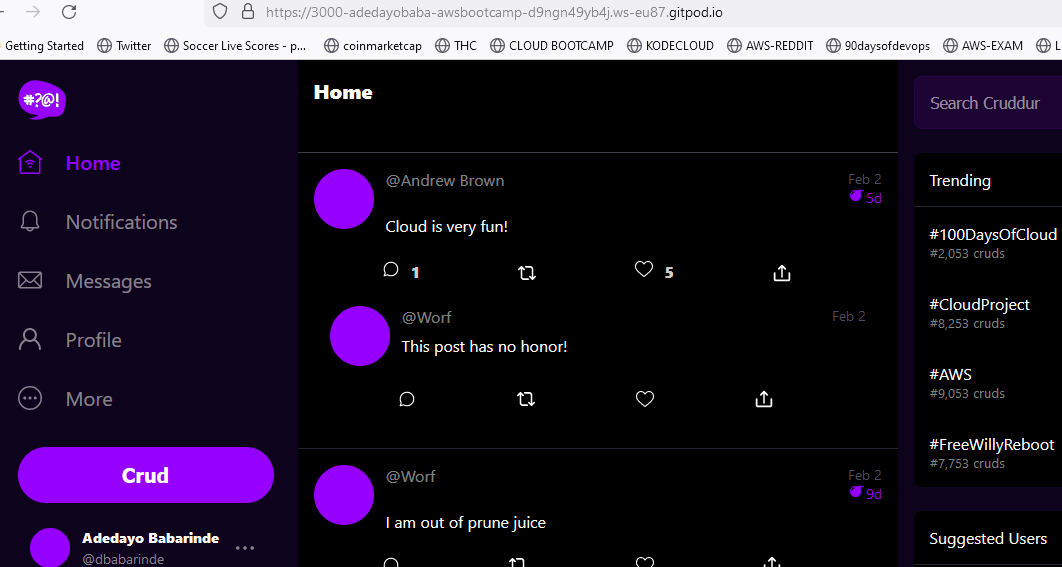 https://3000-adedayobaba-awsbootcamp-d9ngn49yb4j.ws-eu87.gitpod.io
Getting Started Twitter Soccer Live Scores - p... coinmarketcap THC CLOUD BOOTCAMP KODECLOUD AWS-REDDIT 90daysofdevops AWS-EXAM L
#?@!
Home
Notifications
Messages
Profile
More
Crud
Adedayo Babarinde
@dbabarinde
Home
@Andrew Brown
Feb 2
5d
Cloud is very fun!
1
5
@Worf
Feb 2
This post has no honor!
@Worf
Feb 2
9d
I am out of prune juice
Search Cruddur
Trending
#100DaysOfCloud
#2,053 cruds
#CloudProject
#8,253 cruds
#AWS
#9,053 cruds
#FreeWillyReboot
#7,753 cruds
Suggested Users